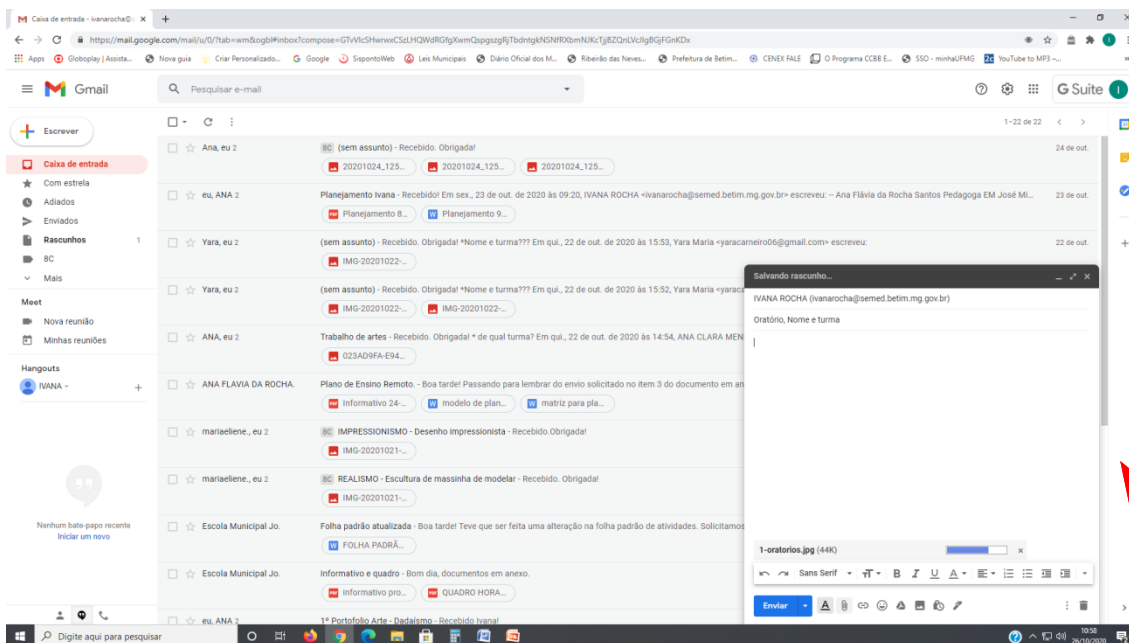 Caixa de entrada - ivanarocha@s
https://mail.google.com/mail/u/0/?tab=wm&ogbl#inbox?compose=
Apps Globoplay | Assista... Nova guia Criar Personalizado... Google SispontoWeb Leis Municipais Diário Oficial dos M... Ribeirão das Neves... Prefeitura de Betim... CENEX FALE O Programa CCBB E... SSO - minhaUFMG YouTube to MP3 –...
Gmail
Pesquisar e-mail
G Suite
I
Escrever
1–22 de 22
Caixa de entrada
Com estrela
Adiados
Enviados
Rascunhos 1
8C
Mais
Meet
Nova reunião
Minhas reuniões
Hangouts
IVANA
Nenhum bate-papo recente
Iniciar um novo
Ana, eu 2 8C (sem assunto) - Recebido. Obrigada! 24 de out.
20201024_125... 20201024_125... 20201024_125...
eu, ANA 2 Planejamento Ivana - Recebido! Em sex., 23 de out. de 2020 às 09:20, IVANA ROCHA <ivanarocha@semed.betim.mg.gov.br> escreveu: – Ana Flávia da Rocha Santos Pedagoga EM José Mi... 23 de out.
Planejamento 8... Planejamento 9...
Yara, eu 2 (sem assunto) - Recebido. Obrigada! *Nome e turma??? Em qui., 22 de out. de 2020 às 15:53, Yara Maria <yaracarneiro06@gmail.com> escreveu: 22 de out.
IMG-20201022-...
Yara, eu 2 (sem assunto) - Recebido. Obrigada! *Nome e turma??? Em qui., 22 de out. de 2020 às 15:52, Yara Maria <yarac
IMG-20201022-... IMG-20201022-...
ANA, eu 2 Trabalho de artes - Recebido. Obrigada! * de qual turma? Em qui., 22 de out. de 2020 às 14:54, ANA CLARA MEN
023AD9FA-E94...
ANA FLAVIA DA ROCHA. Plano de Ensino Remoto. - Boa tarde! Passando para lembrar do envio solicitado no item 3 do documento em an
Informativo 24-... modelo de plan... matriz para pla...
mariaeliene., eu 2 8C IMPRESSIONISMO - Desenho impressionista - Recebido.Obrigada!
IMG-20201021-...
mariaeliene., eu 2 8C REALISMO - Escultura de massinha de modelar - Recebido. Obrigada!
IMG-20201021-...
Escola Municipal Jo. Folha padrão atualizada - Boa tarde! Teve que ser feita uma alteração na folha padrão de atividades. Solicitamos
FOLHA PADRÃ...
Escola Municipal Jo. Informativo e quadro - Bom dia, documentos em anexo.
informativo pro... QUADRO HORA...
eu, ANA 2 1º Portofolio Arte - Dadaísmo - Recebido Ivana!
Salvando rascunho...
IVANA ROCHA (ivanarocha@semed.betim.mg.gov.br)
Oratório, Nome e turma
1-oratorios.jpg (44K)
Sans Serif
Enviar
Digite aqui para pesquisar
10:58
26/10/2020